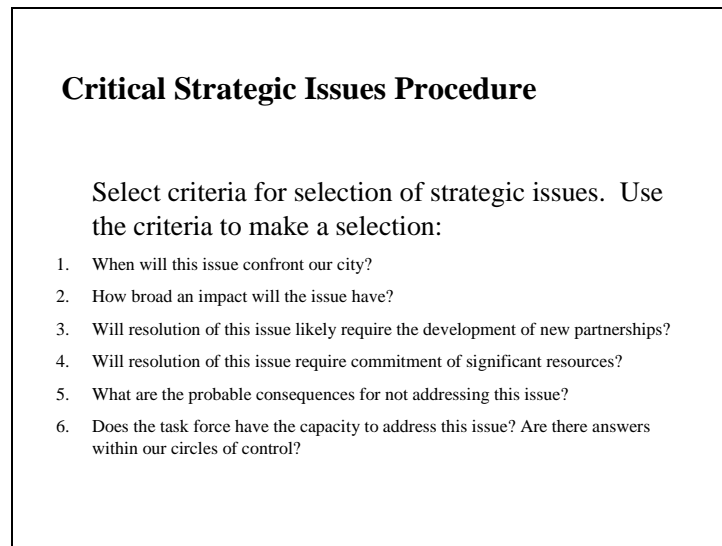 Critical Strategic Issues Procedure
Select criteria for selection of strategic issues.  Use
the criteria to make a selection:
1. When will this issue confront our city?
2. How broad an impact will the issue have?
3. Will resolution of this issue likely require the development of new partnerships?
4. Will resolution of this issue require commitment of significant resources?
5. What are the probable consequences for not addressing this issue?
6. Does the task force have the capacity to address this issue? Are there answers
within our circles of control?